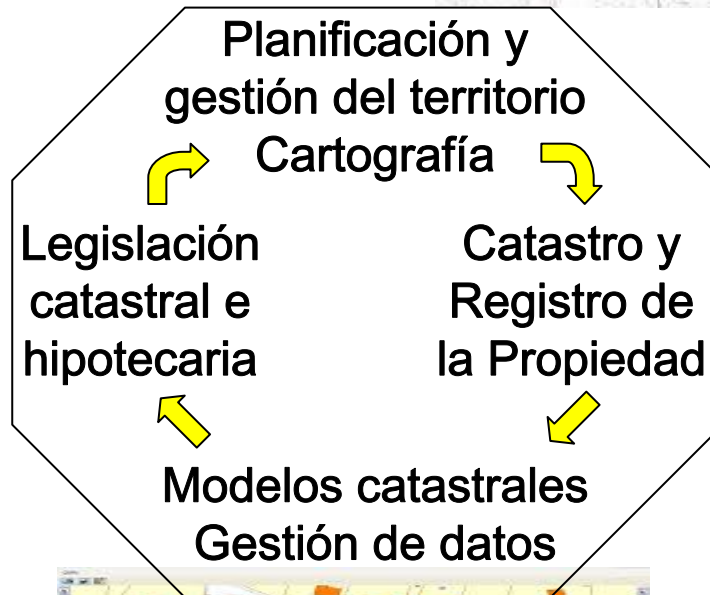 Planificación y
gestión del territorio
Cartografía
Legislación
catastral e
hipotecaria
Catastro y
Registro de
la Propiedad
Modelos catastrales
Gestión de datos